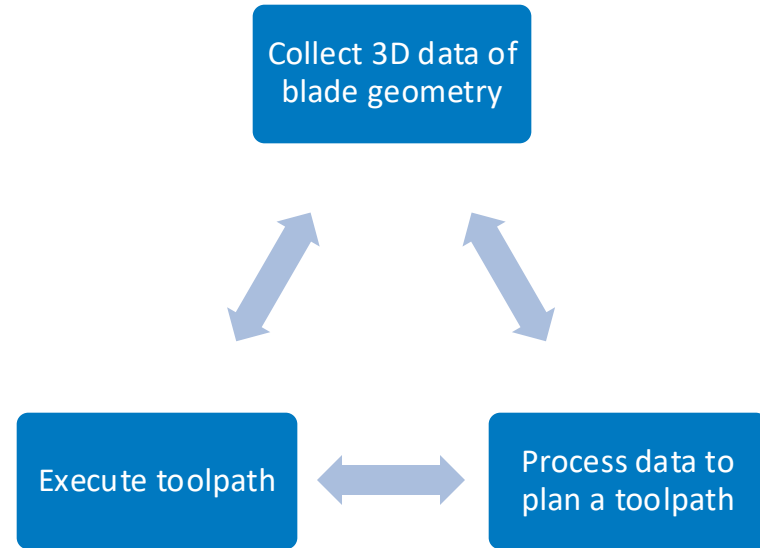 Collect 3D data of
blade geometry
Execute toolpath
Process data to
plan a toolpath